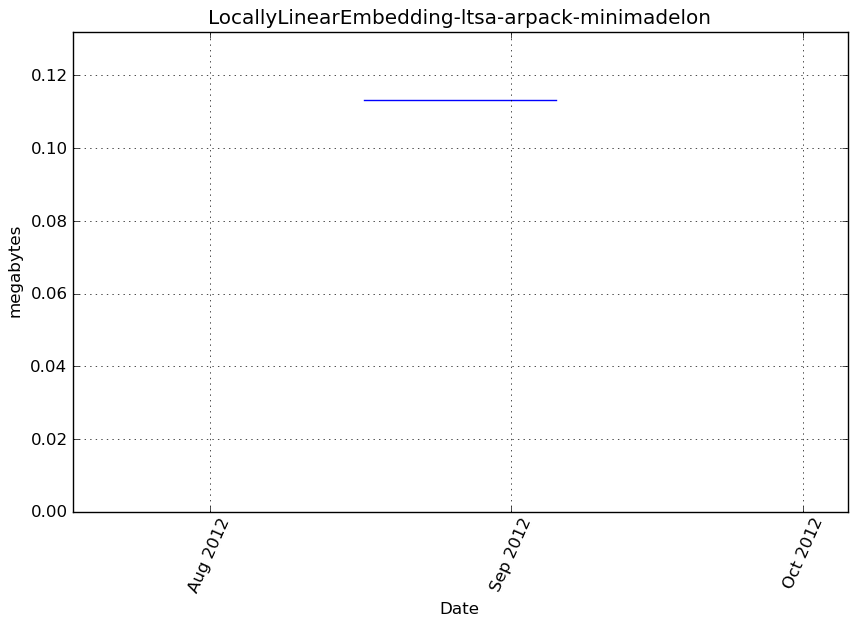 LocallyLinearEmbedding-ltsa-arpack-minimadelon
0.12
0.10
0.08
0.06
0.04
0.02
0.00
megabytes
Aug 2012
Sep 2012
Oct 2012
Date